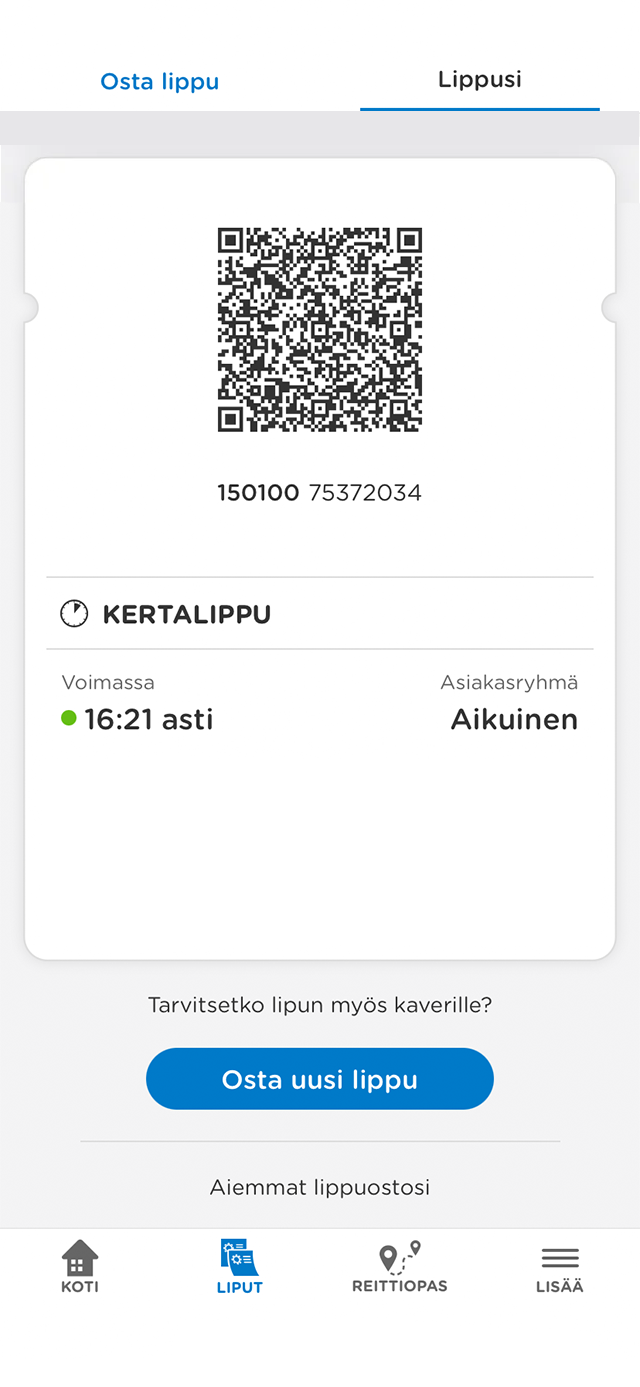 Osta lippu
Lippusi
150100 75372034
KERTALIPPU
Voimassa
Asiakasryhmä
16:21 asti
Aikuinen
Tarvitsetko lipun myös kaverille?
Osta uusi lippu
Aiemmat lippuostosi
KOTI
LIPUT
REITTIOPAS
LISÄÄ